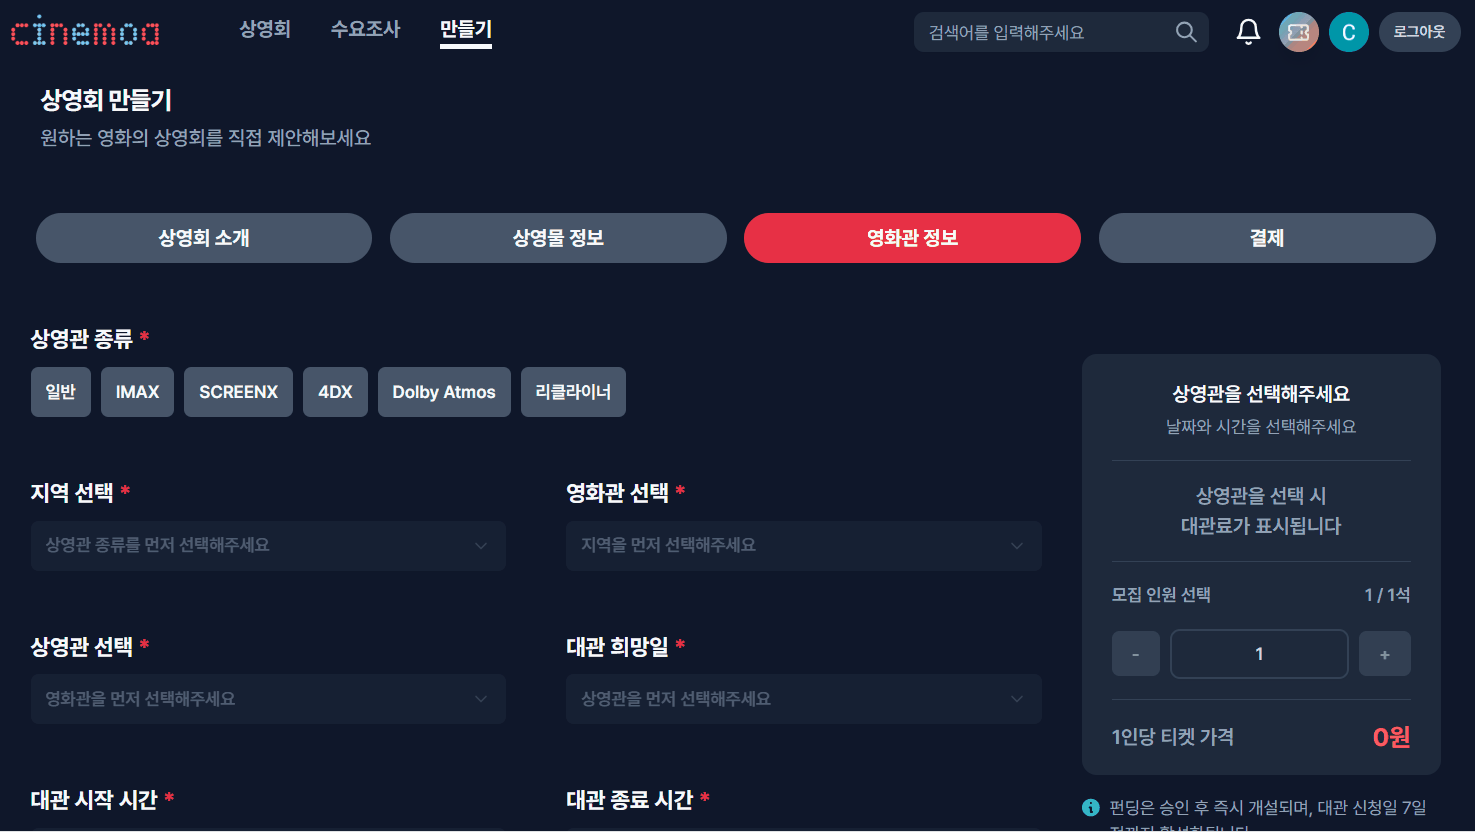 cinemoa
상영회 수요조사 만들기 검색어를 입력해주세요 C 로그아웃
상영회 만들기
원하는 영화의 상영회를 직접 제안해보세요
상영회 소개 상영물 정보 영화관 정보 결제
상영관 종류 *
일반 IMAX SCREENX 4DX Dolby Atmos 리클라이너
지역 선택 * 영화관 선택 *
상영관 종류를 먼저 선택해주세요 지역을 먼저 선택해주세요
상영관 선택 * 대관 희망일 *
영화관을 먼저 선택해주세요 상영관을 먼저 선택해주세요
대관 시작 시간 * 대관 종료 시간 *
상영관을 선택해주세요
날짜와 시간을 선택해주세요
상영관을 선택 시
대관료가 표시됩니다
모집 인원 선택 1 / 1석
- 1 +
1인당 티켓 가격 0원
펀딩은 승인 후 즉시 개설되며, 대관 신청일 7일